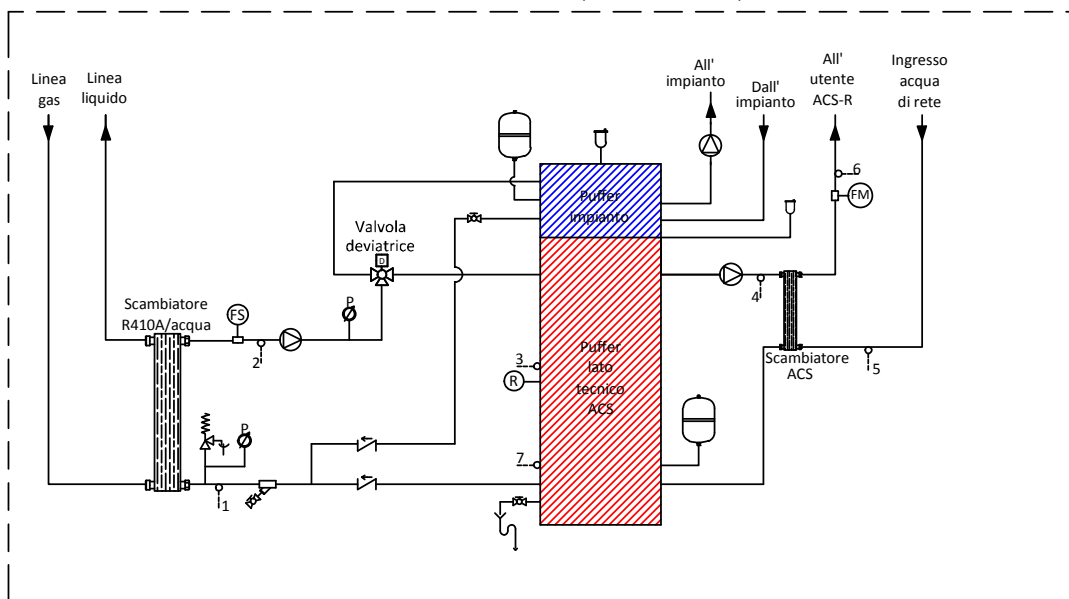 Linea
gas
Linea
liquido
All'
impianto
Dall'
impianto
All'
utente
ACS-R
Ingresso
acqua
di rete
Puffer
impianto
6
FM
Valvola
deviatrice
D
Scambiatore
R410A/acqua
FS
P
2
4
Scambiatore
ACS
5
3
R
Puffer
lato
tecnico
ACS
P
7
1